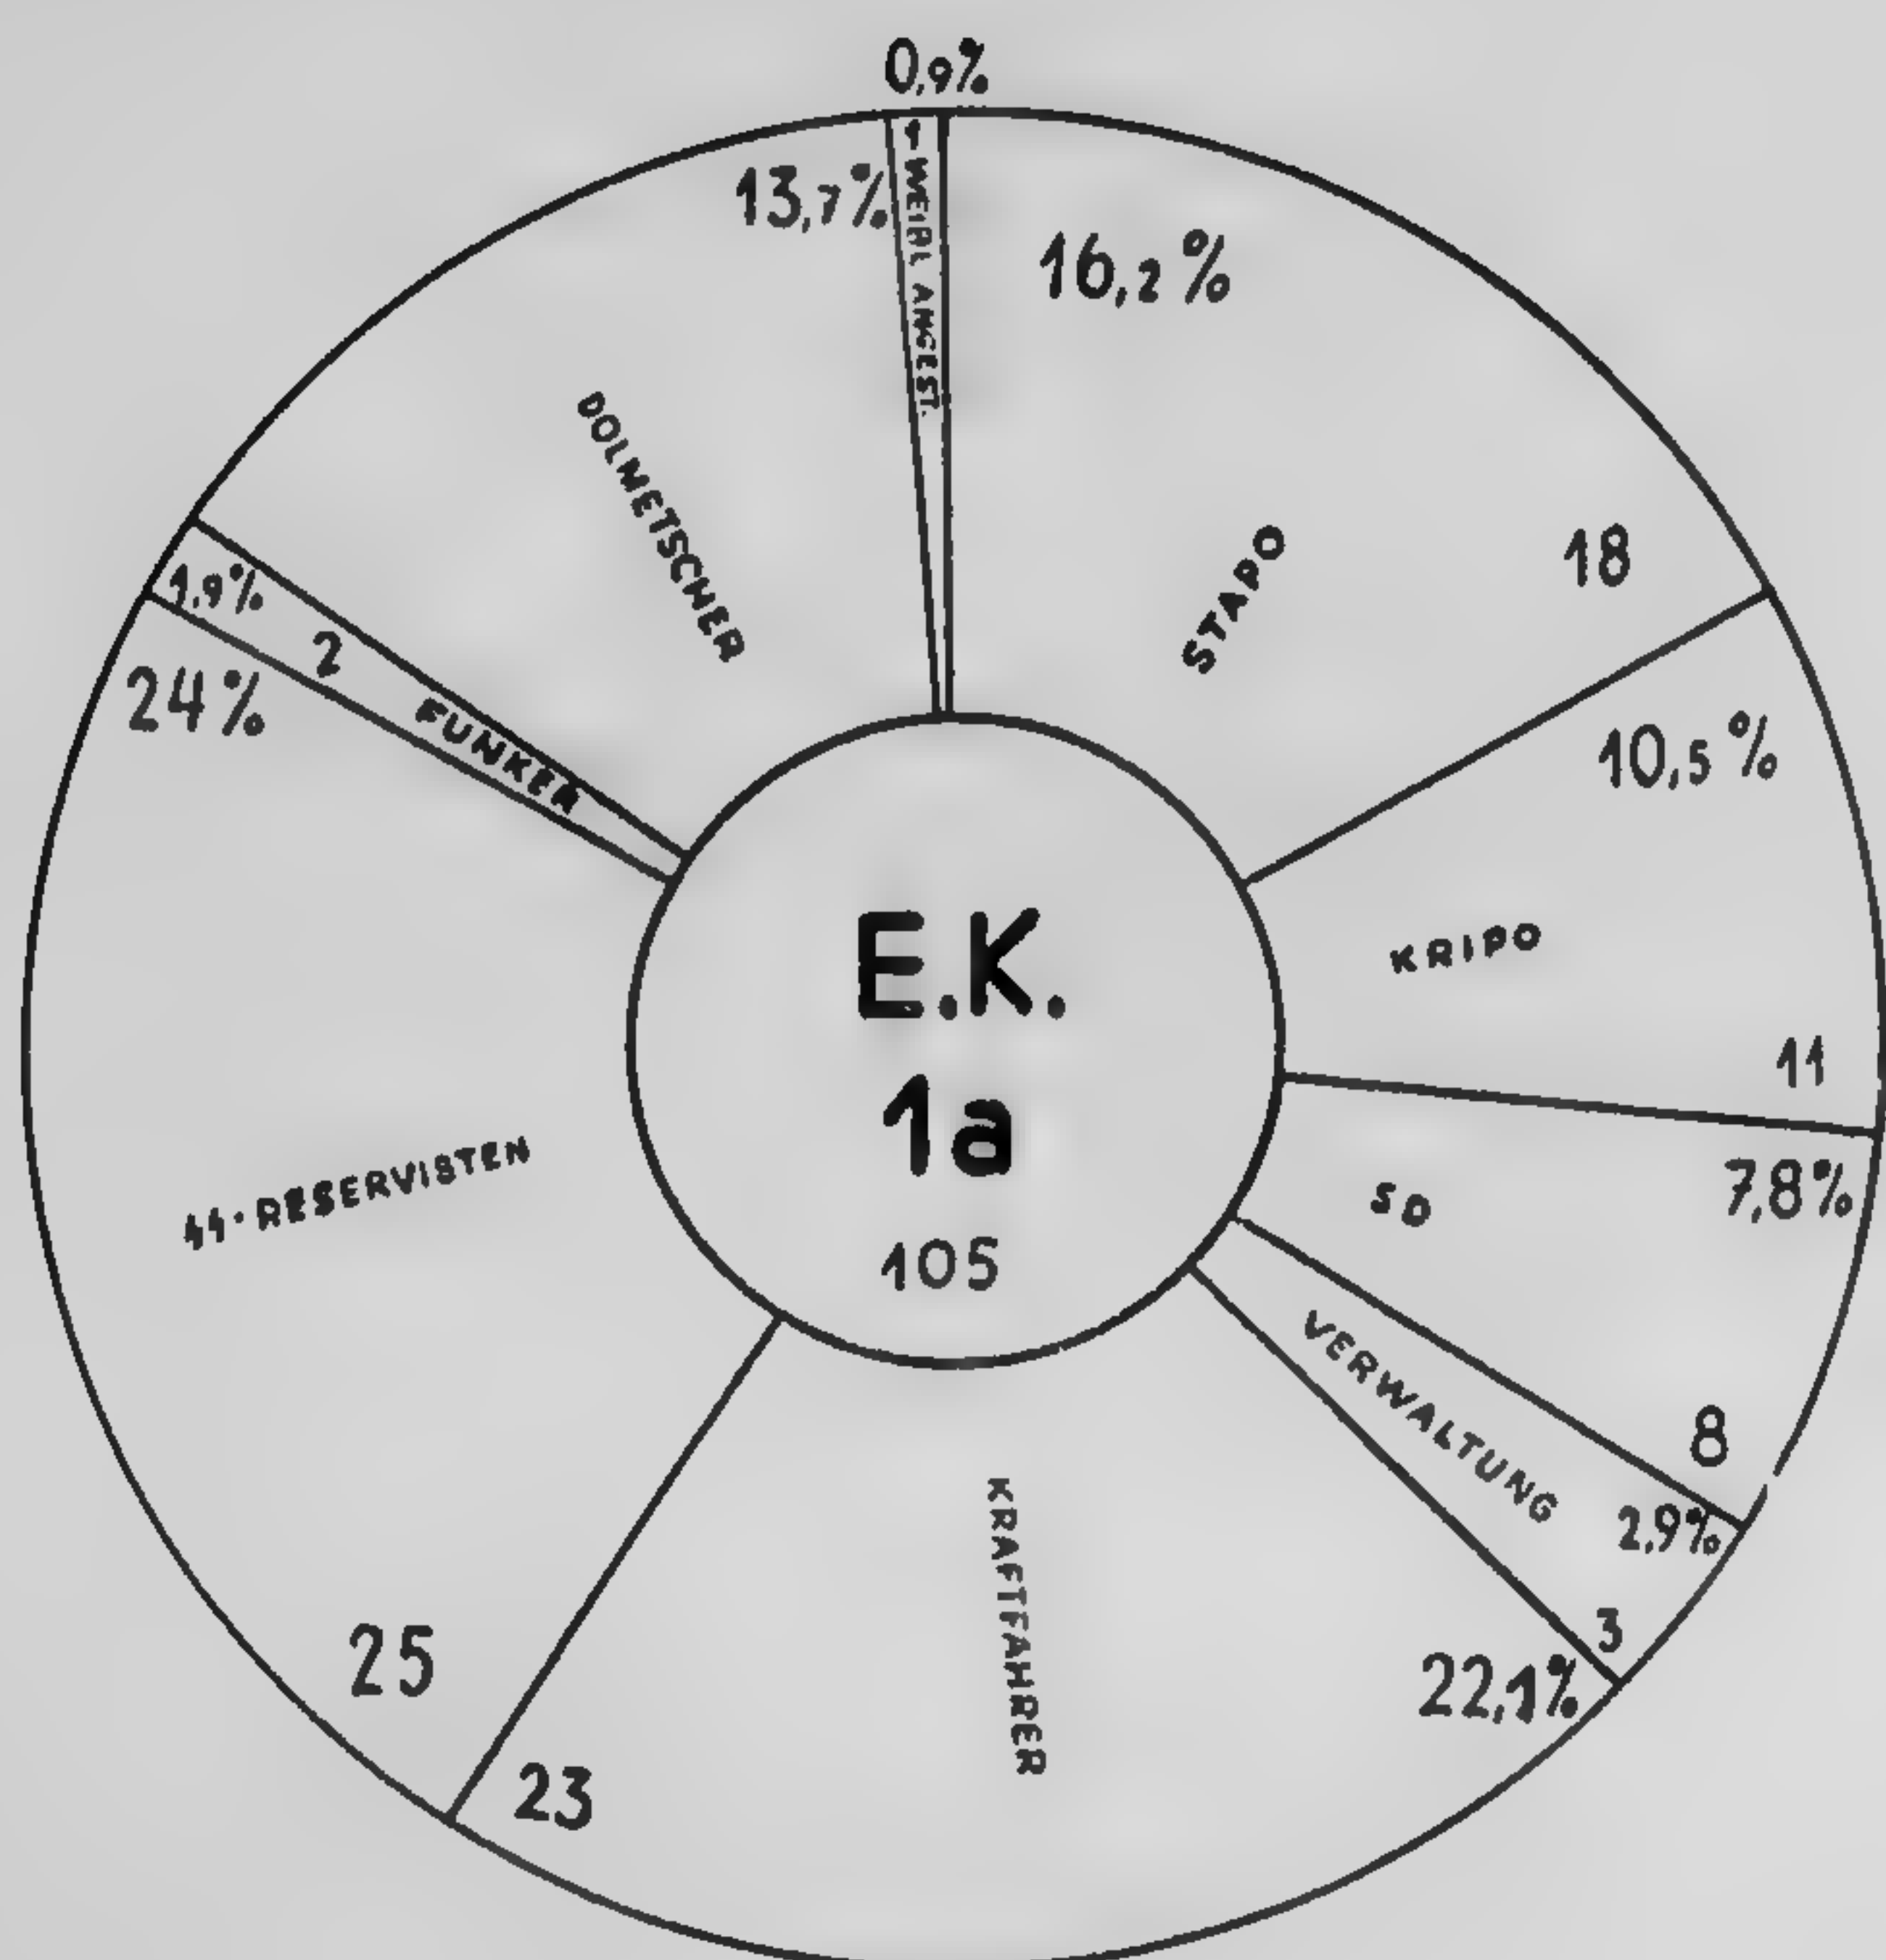 0,9%
1 WEIBL ANGEST.
16,2%
STAPO
18
10,5%
KRIPO
11
7,8%
SD
8
2,9%
VERWALTUNG
3
22,1%
KRAFTFAHRER
23
24%
ϟϟ-RESERVISTEN
25
1,9%
2
FUNKER
13,7%
DOLMETSCHER
E.K.
1a
105